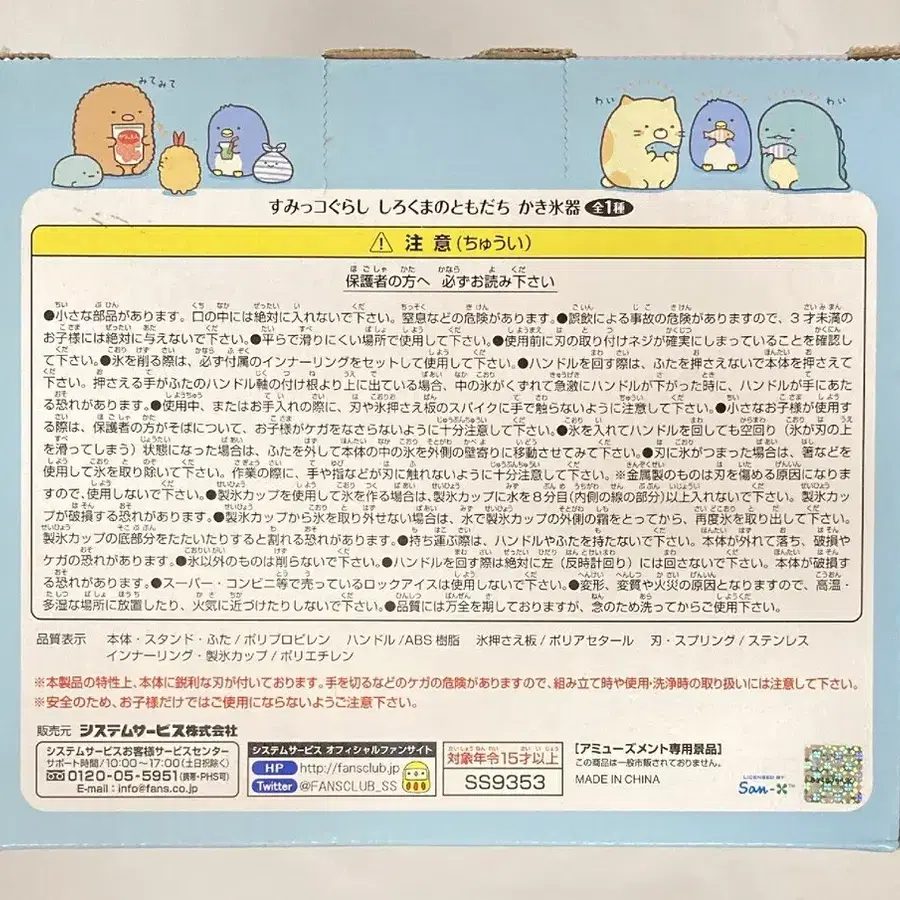 みてみて
わい
わい
すみっコぐらし しろくまのともだち かき氷器 全1種
注意(ちゅうい)
保護者の方へ 必ずお読み下さい
●小さな部品があります。口の中には絶対に入れないで下さい。窒息などの危険があります。●誤飲による事故の危険がありますので、3才未満の
お子様には絶対に与えないで下さい。●平らで滑りにくい場所で使用して下さい。●使用前に刃の取り付けネジが確実にしまっていることを確認し
て下さい。●氷を削る際は、必ず付属のインナーリングをセットして使用して下さい。●ハンドルを回す際は、ふたを押さえないで本体を押さえて
下さい。押さえる手がふたのハンドル軸の付け根より上に出ている場合、中の氷がくずれて急激にハンドルが下がった時に、ハンドルが手にあた
る恐れがあります。●使用中、またはお手入れの際に、刃や氷押さえ板のスパイクに手で触らないように注意して下さい。●小さなお子様が使用す
る際は、保護者の方がそばについて、お子様がケガをなさらないように十分注意して下さい。●氷を入れてハンドルを回しても空回り(氷が刃の上
を滑ってしまう)状態になった場合は、ふたを外して本体の中の氷を外側の壁寄りに移動させてみて下さい。●刃に氷がつまった場合は、箸などを
使用して氷を取り除いて下さい。作業の際に、手や指などが刃に触れないように十分注意して下さい。※金属製のものは刃を傷める原因になりま
すので、使用しないで下さい。●製氷カップを使用して氷を作る場合は、製氷カップに水を8分目(内側の線の部分)以上入れないで下さい。製氷カッ
プが破損する恐れがあります。●製氷カップから氷を取り外せない場合は、水で製氷カップの外側の霜をとってから、再度氷を取り出して下さい。
製氷カップの底部分をたたいたりすると割れる恐れがあります。●持ち運ぶ際は、ハンドルやふたを持たないで下さい。本体が外れて落ち、破損や
ケガの恐れがあります。●氷以外のものは削らないで下さい。●ハンドルを回す際は絶対に左(反時計回り)には回さないで下さい。本体が破損す
る恐れがあります。●スーパー・コンビニ等で売っているロックアイスは使用しないで下さい。●変形、変質や火災の原因となりますので、高温・
多湿な場所に放置したり、火気に近づけたりしないで下さい。●品質には万全を期しておりますが、念のため洗ってからご使用下さい。
品質表示 本体・スタンド・ふた/ポリプロピレン ハンドル/ABS樹脂 氷押さえ板/ポリアセタール 刃・スプリング/ステンレス
インナーリング・製氷カップ/ポリエチレン
※本製品の特性上、本体に鋭利な刃が付いております。手を切るなどのケガの危険がありますので、組み立て時や使用・洗浄時の取り扱いには注意して下さい。
※安全のため、お子様だけではご使用にならないようご注意下さい。
販売元 システムサービス株式会社
システムサービスお客様サービスセンター
サポート時間/10:00〜17:00(土日祝除く)
0120-05-5951(携帯・PHS可)
E-mail:info@fans.co.jp
システムサービス オフィシャルファンサイト
HP http://fansclub.jp
Twitter @FANSCLUB_SS
対象年令15才以上
SS9353
【アミューズメント専用景品】
この商品は一般市販されておりません。
MADE IN CHINA
LICENSED BY
San-X™